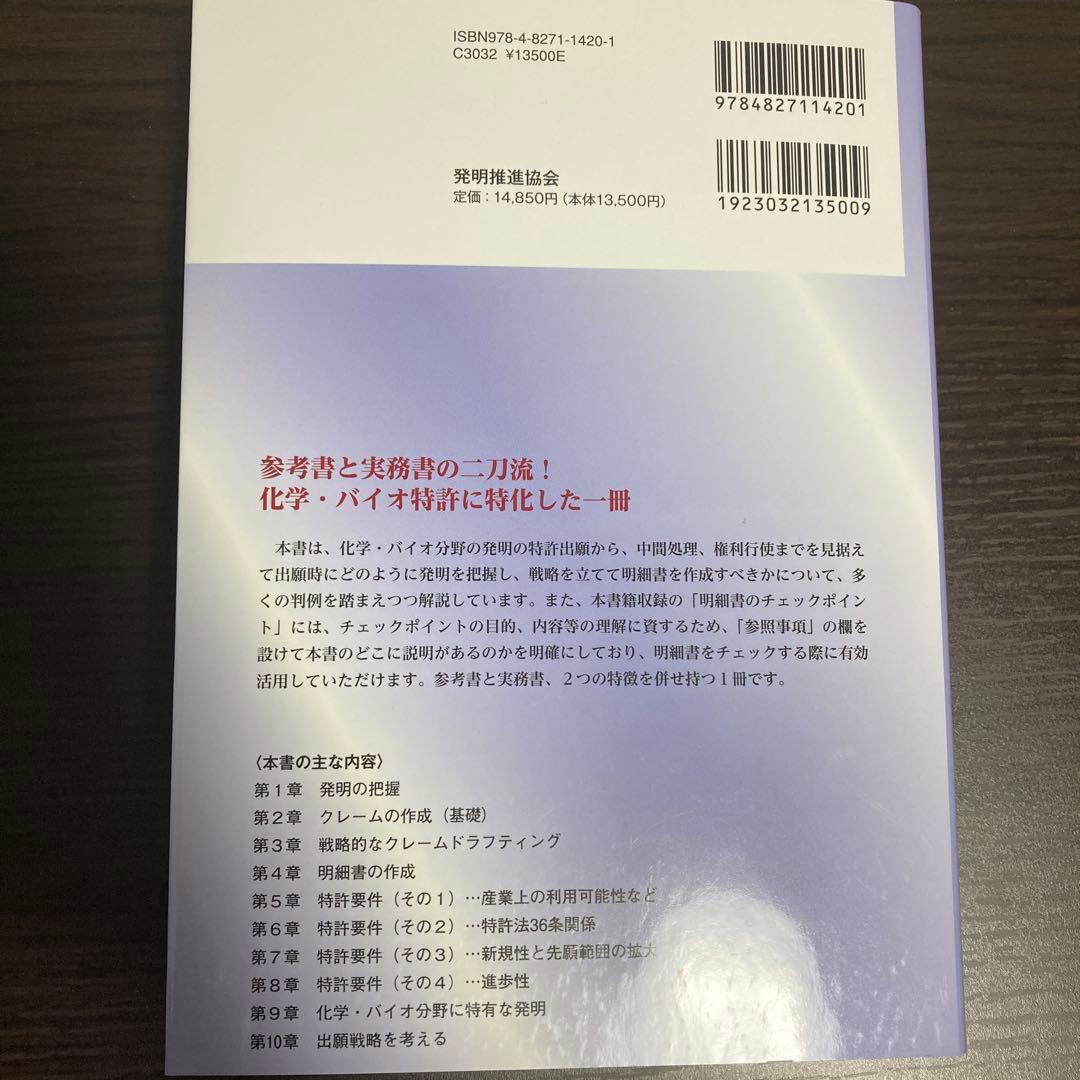 ISBN978-4-8271-1420-1
C3032 ¥13500E
9784827114201
発明推進協会
定価：14,850円（本体13,500円）
1923032135009
参考書と実務書の二刀流！
化学・バイオ特許に特化した一冊
本書は、化学・バイオ分野の発明の特許出願から、中間処理、権利行使までを見据え
て出願時にどのように発明を把握し、戦略を立てて明細書を作成すべきかについて、多
くの判例を踏まえつつ解説しています。また、本書籍収録の「明細書のチェックポイン
ト」には、チェックポイントの目的、内容等の理解に資するため、「参照事項」の欄を
設けて本書のどこに説明があるのかを明確にしており、明細書をチェックする際に有効
活用していただけます。参考書と実務書、２つの特徴を併せ持つ１冊です。
〈本書の主な内容〉
第１章　発明の把握
第２章　クレームの作成（基礎）
第３章　戦略的なクレームドラフティング
第４章　明細書の作成
第５章　特許要件（その１）…産業上の利用可能性など
第６章　特許要件（その２）…特許法36条関係
第７章　特許要件（その３）…新規性と先願範囲の拡大
第８章　特許要件（その４）…進歩性
第９章　化学・バイオ分野に特有な発明
第10章　出願戦略を考える